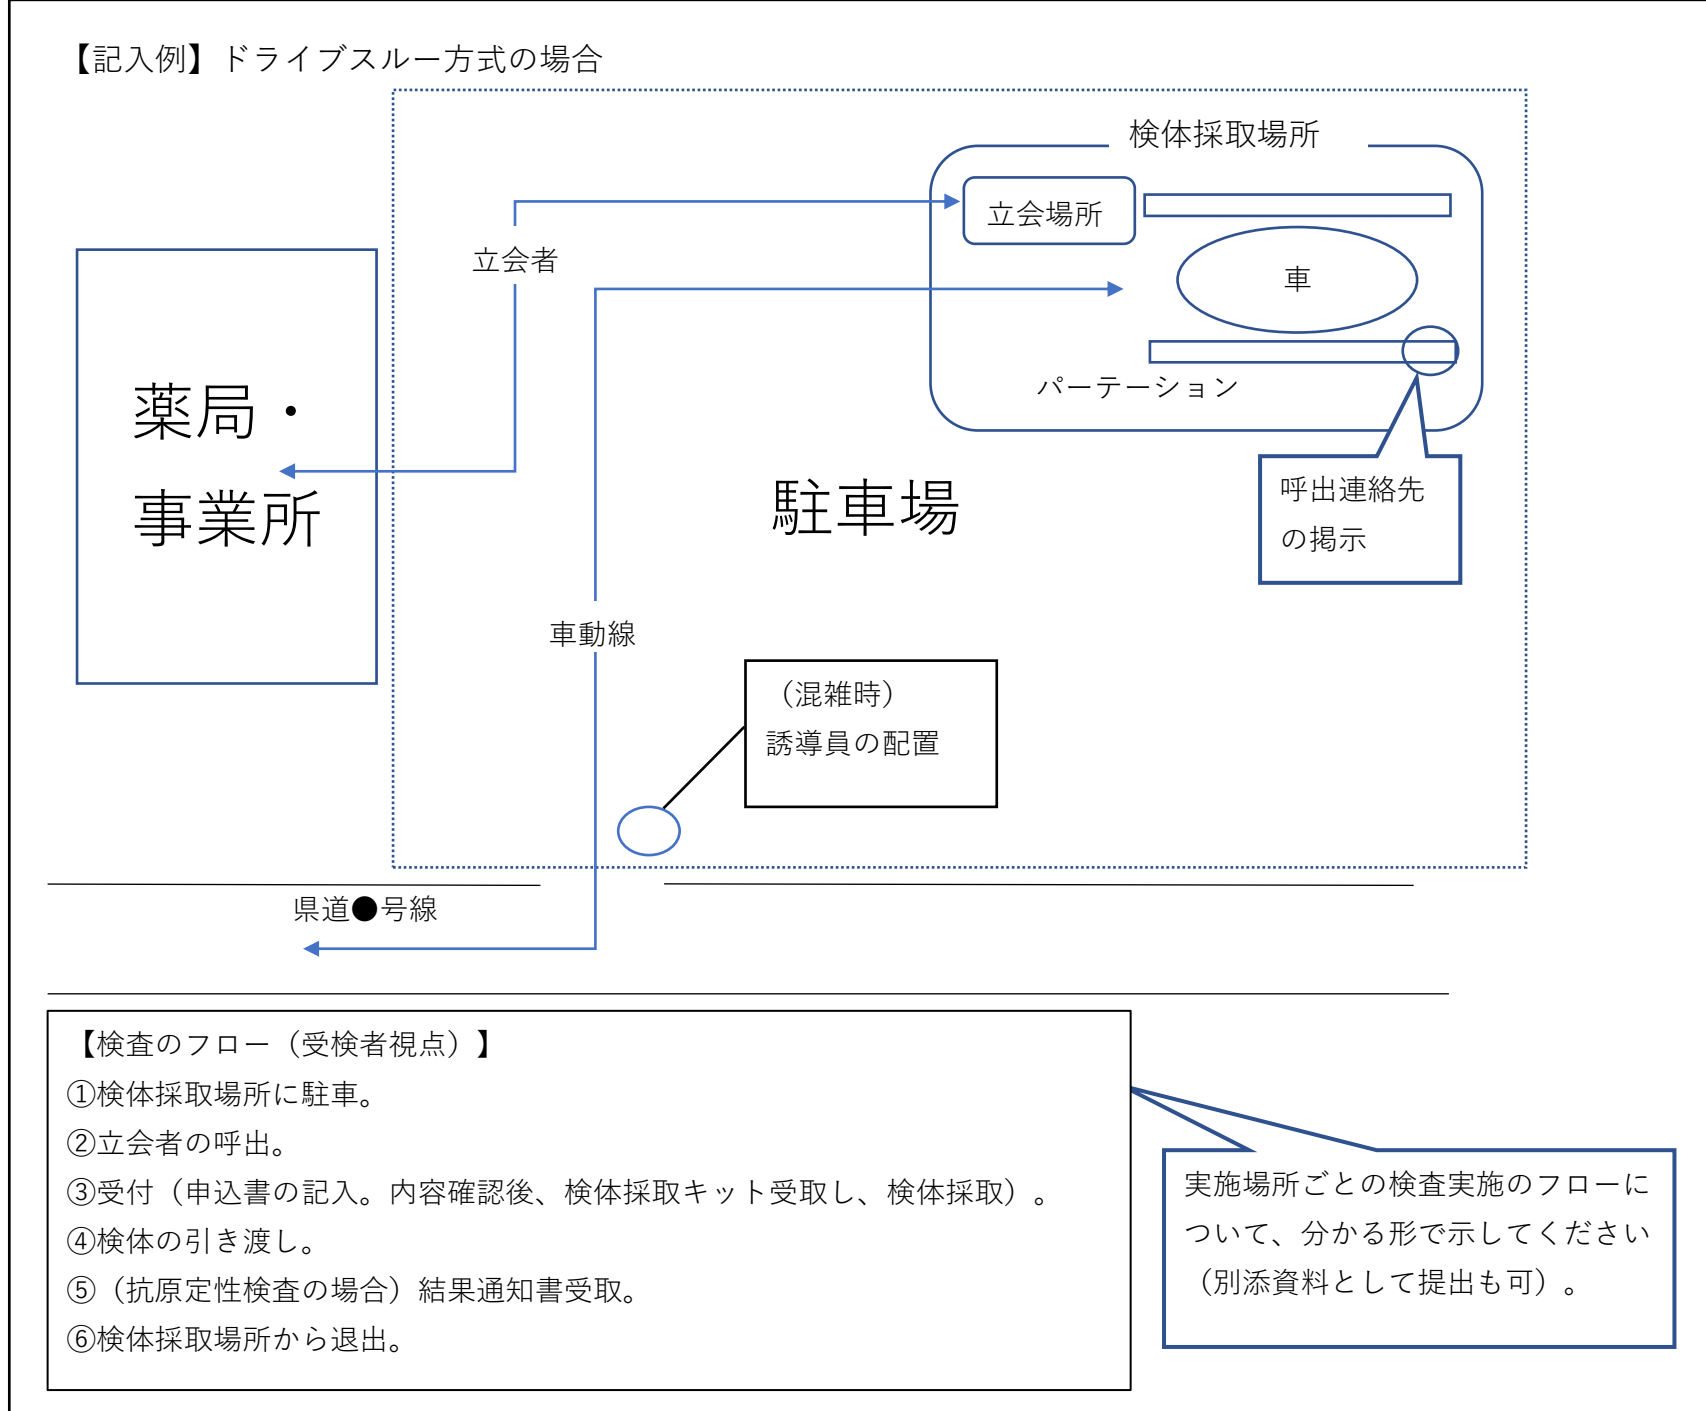 【記入例】ドライブスルー方式の場合
検体採取場所
立会場所
立会者
車
パーテーション
薬局・
事業所
駐車場
呼出連絡先
の掲示
車動線
（混雑時）
誘導員の配置
県道●号線
【検査のフロー（受検者視点）】
①検体採取場所に駐車。
②立会者の呼出。
③受付（申込書の記入。内容確認後、検体採取キット受取し、検体採取）。
④検体の引き渡し。
⑤（抗原定性検査の場合）結果通知書受取。
⑥検体採取場所から退出。
実施場所ごとの検査実施のフローに
ついて、分かる形で示してください
（別添資料として提出も可）。